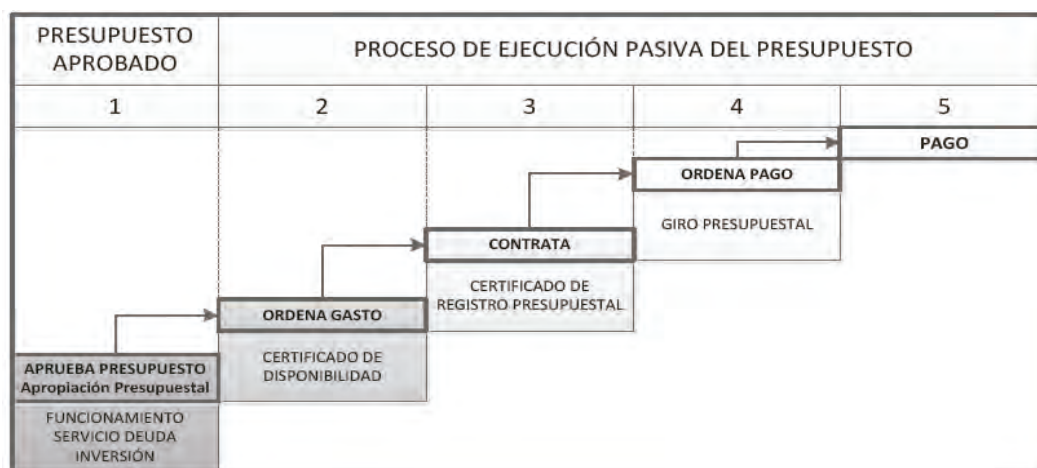 PRESUPUESTO
APROBADO
PROCESO DE EJECUCIÓN PASIVA DEL PRESUPUESTO
1
2
3
4
5
PAGO
ORDENA PAGO
GIRO PRESUPUESTAL
CONTRATA
CERTIFICADO DE
REGISTRO PRESUPUESTAL
ORDENA GASTO
CERTIFICADO DE
DISPONIBILIDAD
APRUEBA PRESUPUESTO
Apropiación Presupuestal
FUNCIONAMIENTO
SERVICIO DEUDA
INVERSIÓN